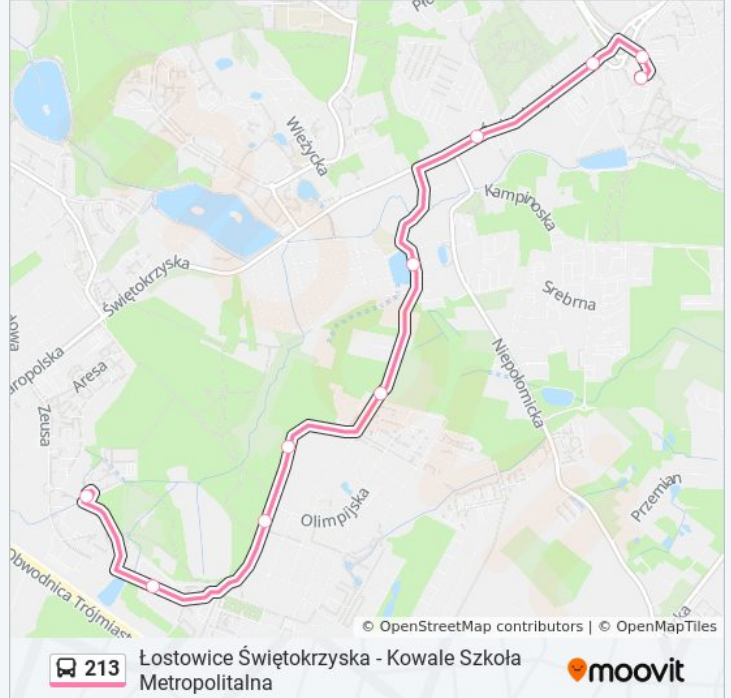 Wieżycka
Kampinoska
Świętokrzyska
Srebrna
Niepołomicka
Aresa
Zeusa
Olimpijska
Przemian
Obwodnica Trójmiast
© OpenStreetMap contributors | © OpenMapTiles
213
Łostowice Świętokrzyska - Kowale Szkoła
Metropolitalna
moovit